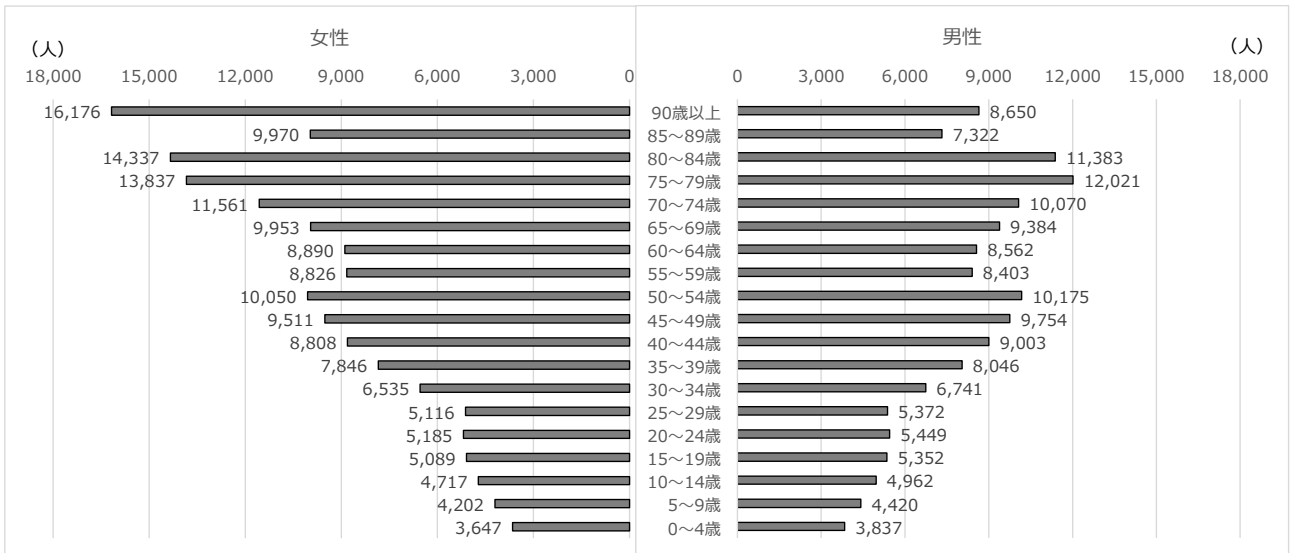 女性 男性
（人） （人）
18,000 15,000 12,000 9,000 6,000 3,000 0 0 3,000 6,000 9,000 12,000 15,000 18,000
16,176 90歳以上 8,650
9,970 85～89歳 7,322
14,337 80～84歳 11,383
13,837 75～79歳 12,021
11,561 70～74歳 10,070
9,953 65～69歳 9,384
8,890 60～64歳 8,562
8,826 55～59歳 8,403
10,050 50～54歳 10,175
9,511 45～49歳 9,754
8,808 40～44歳 9,003
7,846 35～39歳 8,046
6,535 30～34歳 6,741
5,116 25～29歳 5,372
5,185 20～24歳 5,449
5,089 15～19歳 5,352
4,717 10～14歳 4,962
4,202 5～9歳 4,420
3,647 0～4歳 3,837